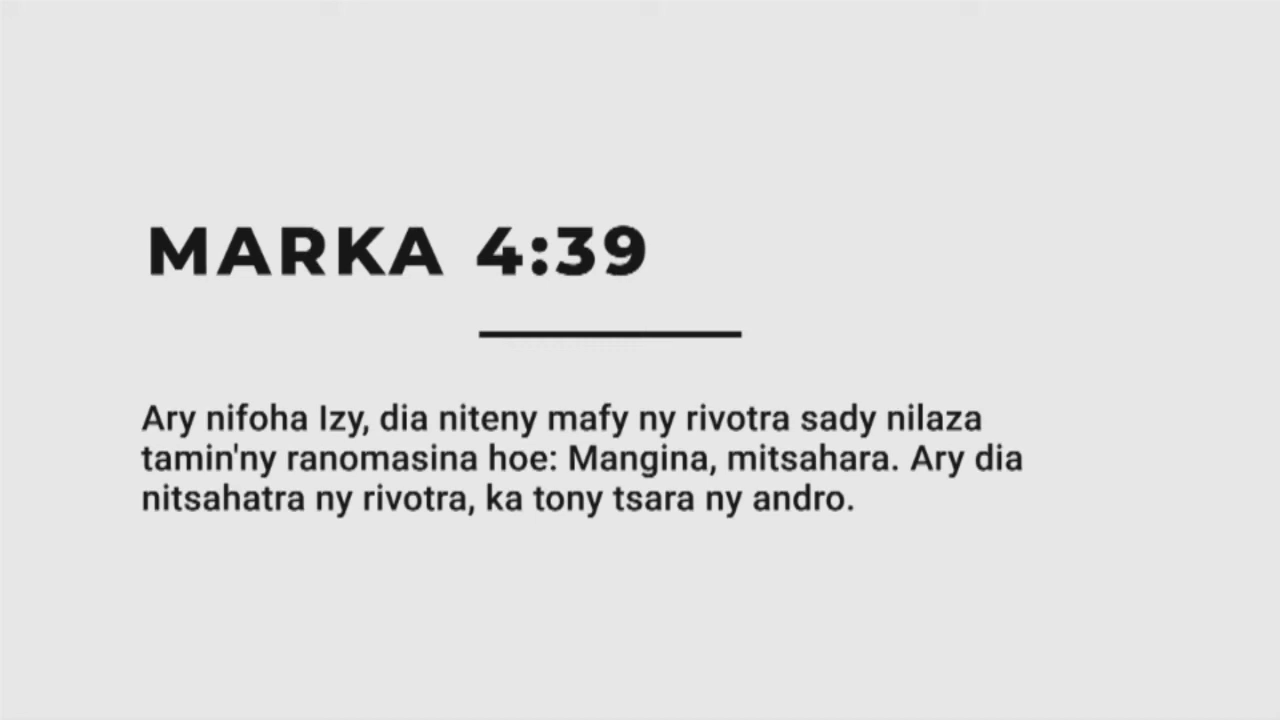 MARKA 4:39
Ary nifoha Izy, dia niteny mafy ny rivotra sady nilaza
tamin'ny ranomasina hoe: Mangina, mitsahara. Ary dia
nitsahatra ny rivotra, ka tony tsara ny andro.